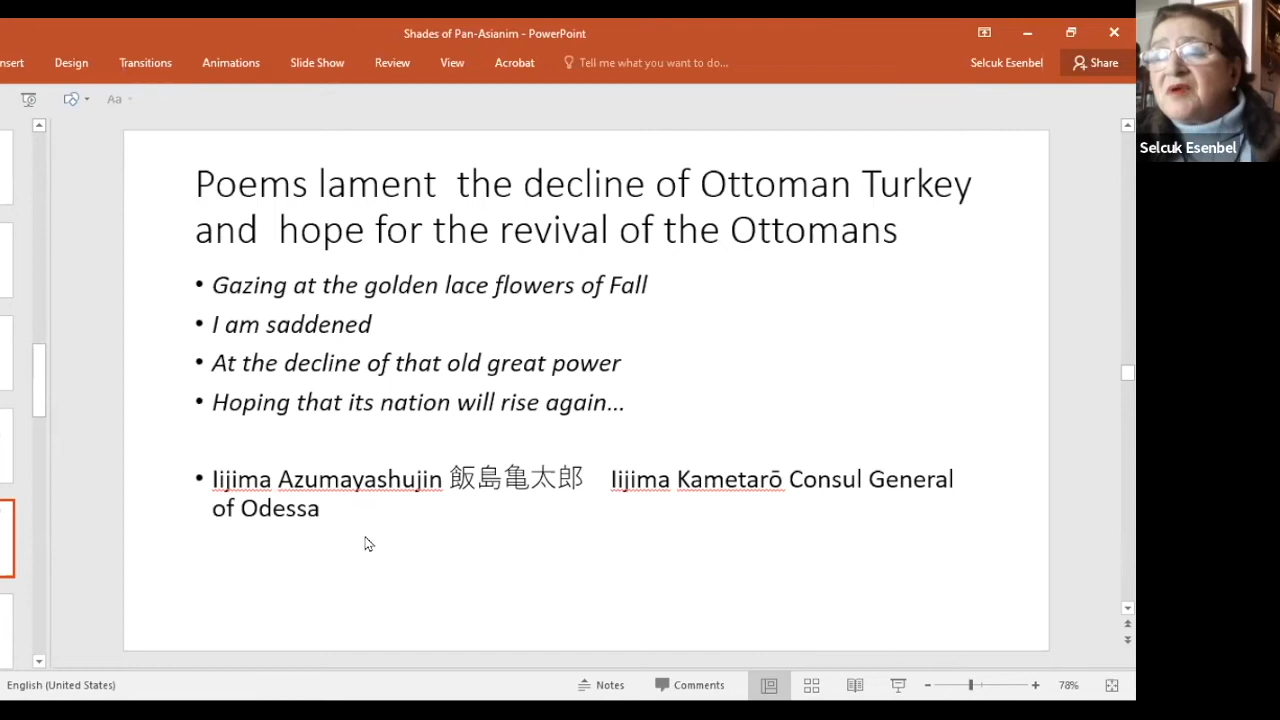 Shades of Pan-Asianim - PowerPoint
nsert Design Transitions Animations Slide Show Review View Acrobat Tell me what you want to do... Selcuk Esenbel Share
Aa
Selcuk Esenbel
Poems lament the decline of Ottoman Turkey
and hope for the revival of the Ottomans
• Gazing at the golden lace flowers of Fall
• I am saddened
• At the decline of that old great power
• Hoping that its nation will rise again...
• Iijima Azumayashujin 飯島亀太郎 Iijima Kametarō Consul General
of Odessa
English (United States) Notes Comments 78%